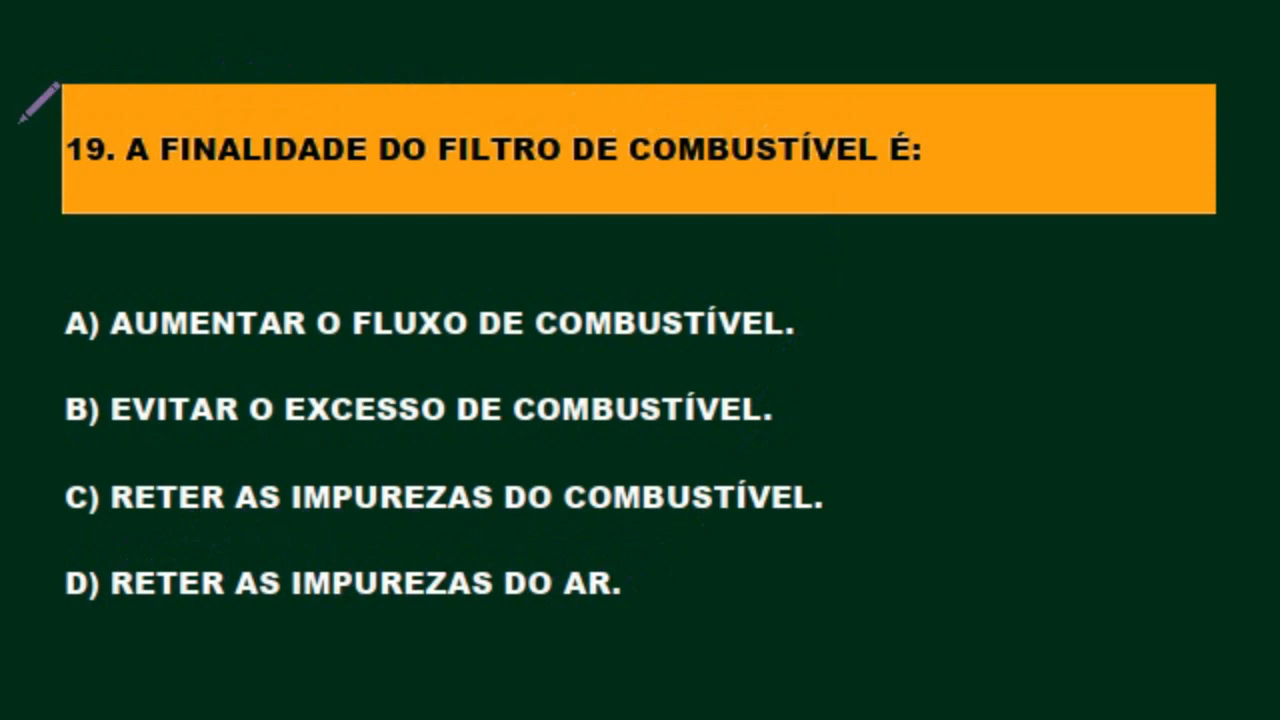 19. A FINALIDADE DO FILTRO DE COMBUSTÍVEL É:
A) AUMENTAR O FLUXO DE COMBUSTÍVEL.
B) EVITAR O EXCESSO DE COMBUSTÍVEL.
C) RETER AS IMPUREZAS DO COMBUSTÍVEL.
D) RETER AS IMPUREZAS DO AR.